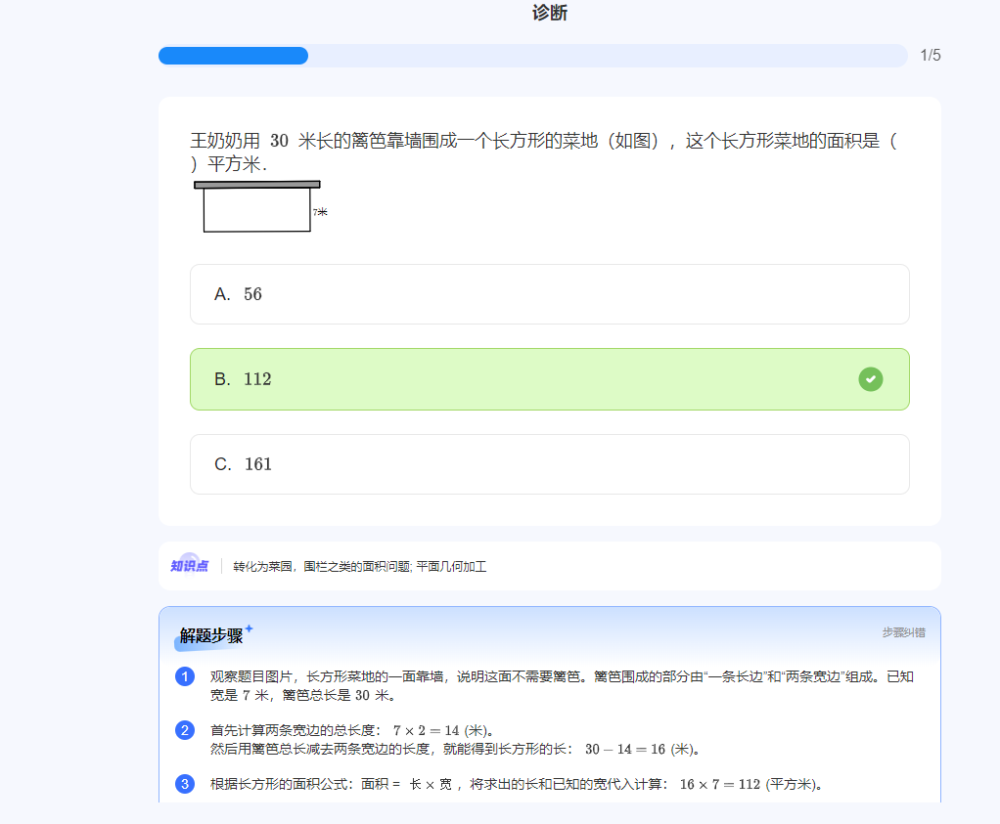 诊断
1/5
王奶奶用 30 米长的篱笆靠墙围成一个长方形的菜地（如图），这个长方形菜地的面积是（
）平方米．
7米
A. 56
B. 112
C. 161
知识点
转化为菜园，围栏之类的面积问题; 平面几何加工
解题步骤
步骤纠错
1 观察题目图片，长方形菜地的一面靠墙，说明这面不需要篱笆。篱笆围成的部分由“一条长边”和“两条宽边”组成。已知
宽是 7 米，篱笆总长是 30 米。
2 首先计算两条宽边的总长度： 7 × 2 = 14 (米)。
然后用篱笆总长减去两条宽边的长度，就能得到长方形的长： 30 − 14 = 16 (米)。
3 根据长方形的面积公式：面积 = 长 × 宽 ，将求出的长和已知的宽代入计算： 16 × 7 = 112 (平方米)。